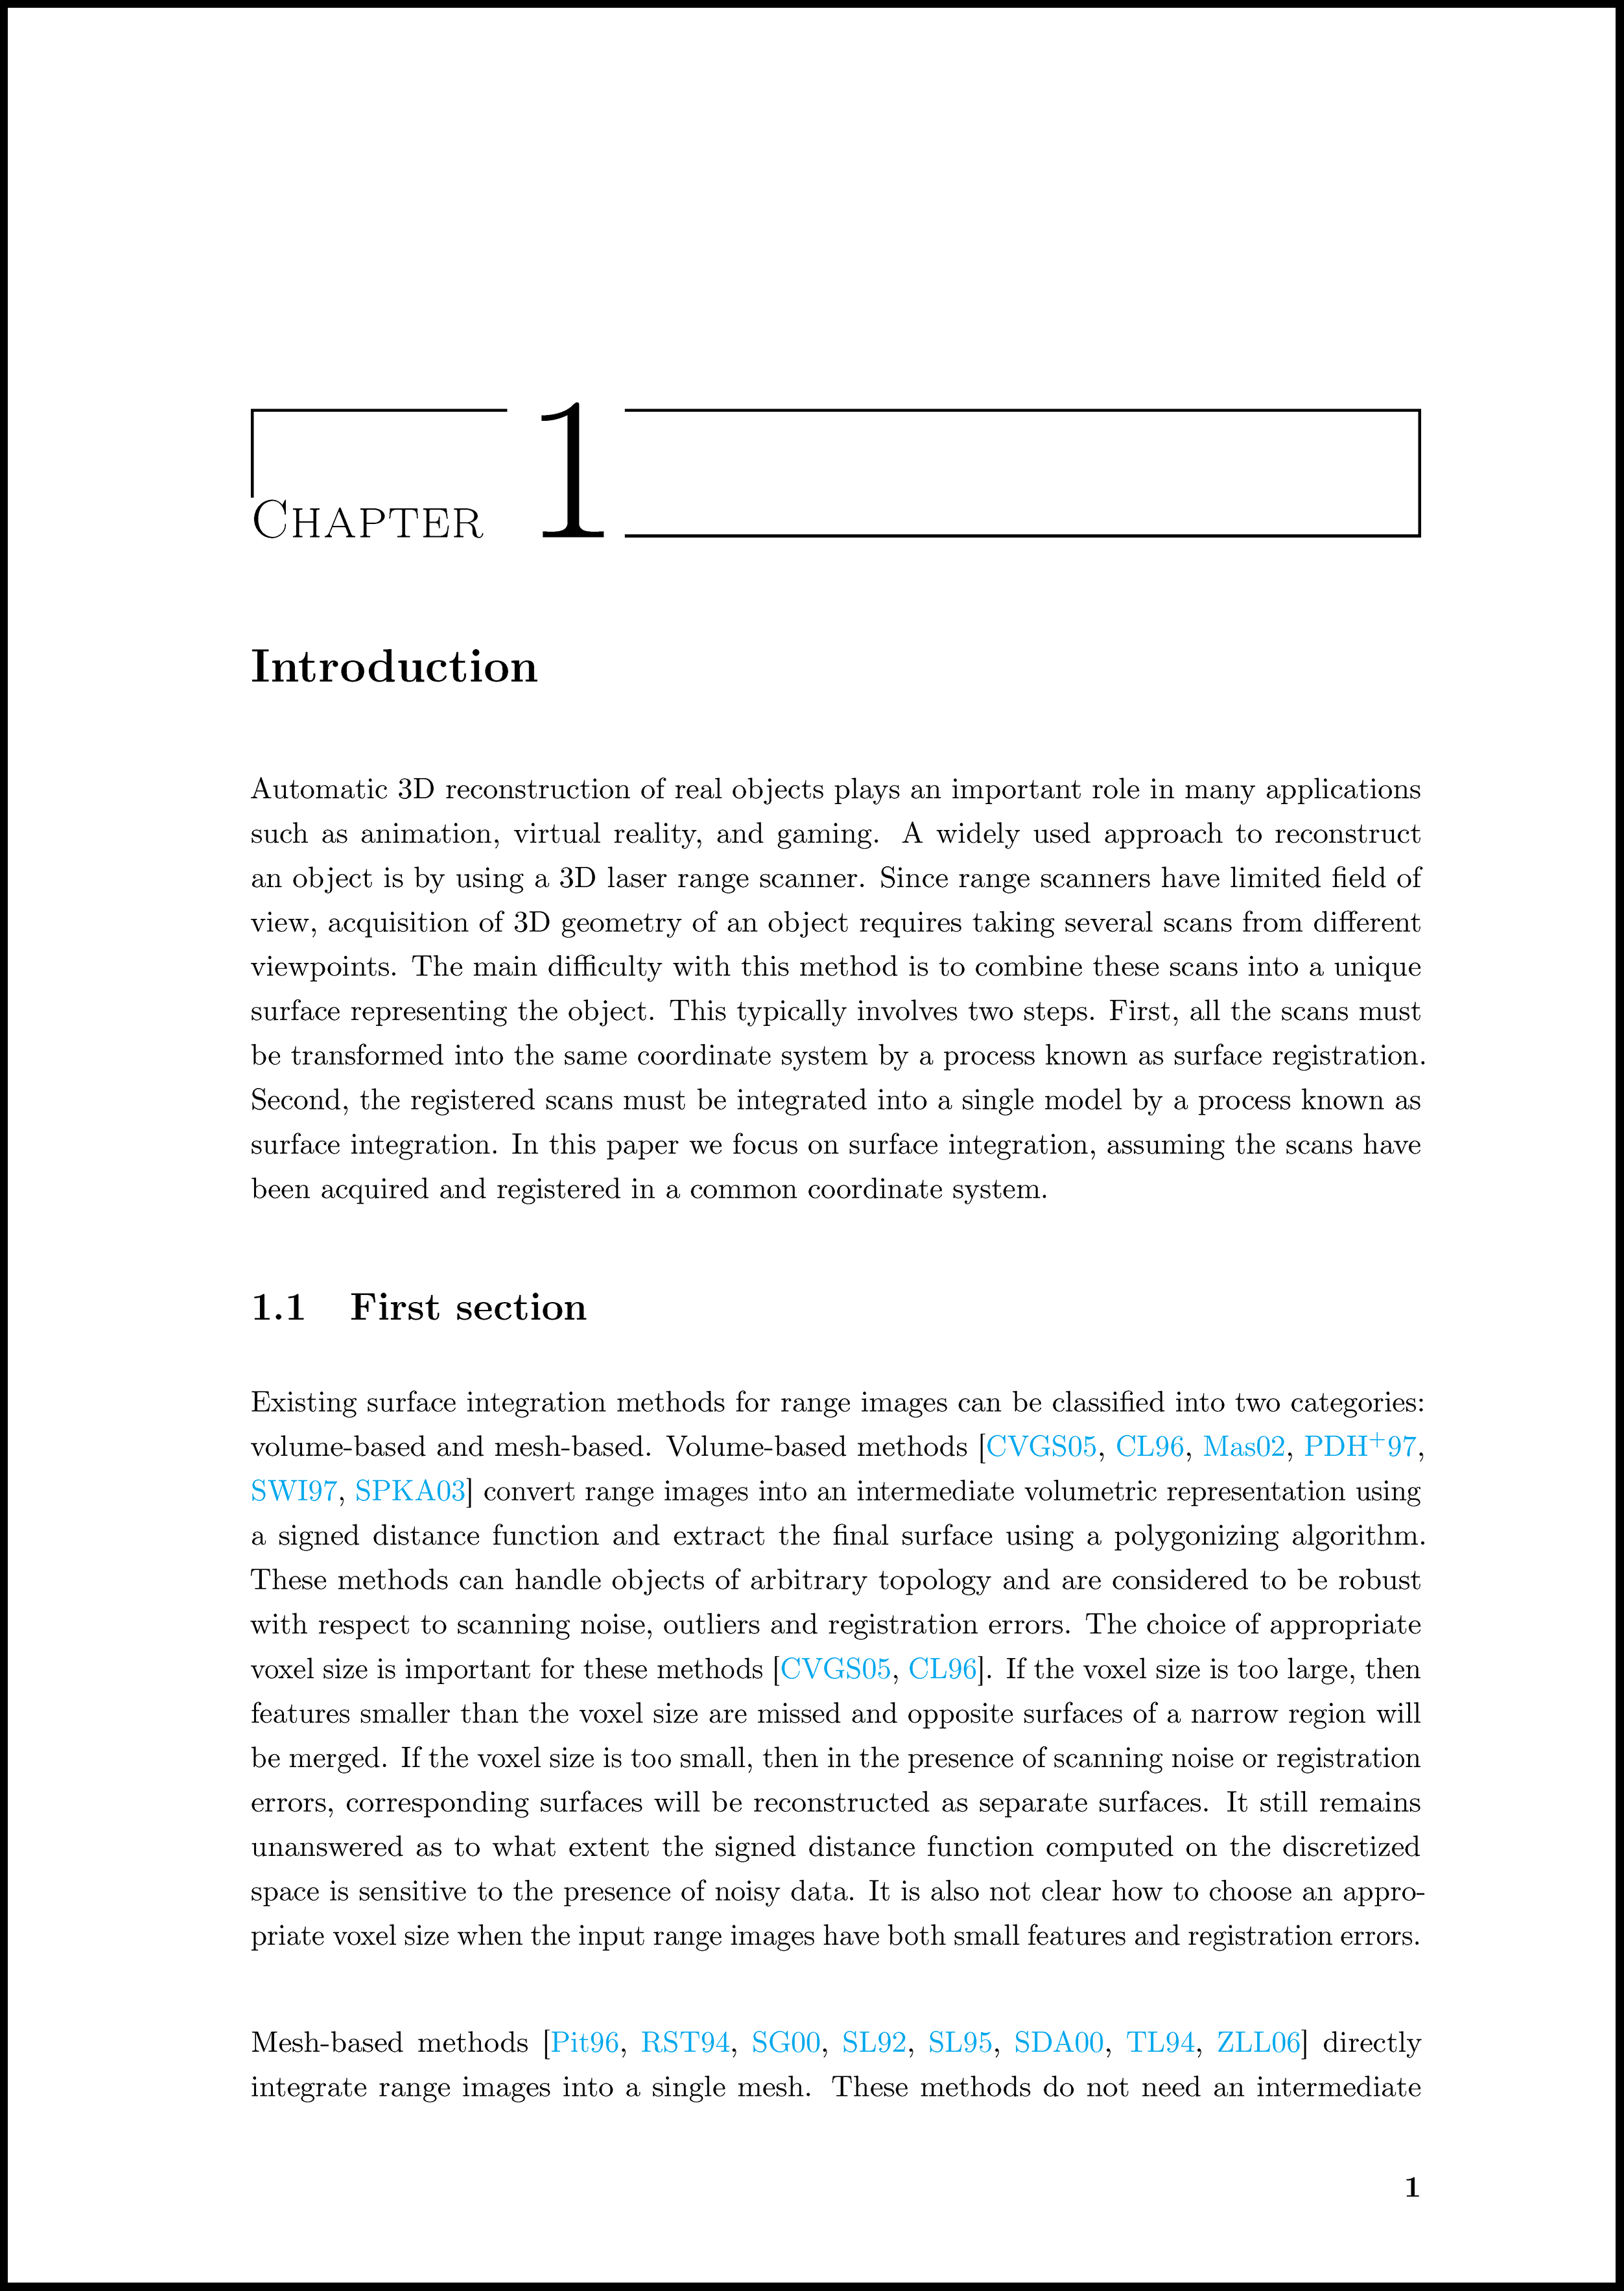 CHAPTER 1
Introduction
Automatic 3D reconstruction of real objects plays an important role in many applications
such as animation, virtual reality, and gaming. A widely used approach to reconstruct
an object is by using a 3D laser range scanner. Since range scanners have limited field of
view, acquisition of 3D geometry of an object requires taking several scans from different
viewpoints. The main difficulty with this method is to combine these scans into a unique
surface representing the object. This typically involves two steps. First, all the scans must
be transformed into the same coordinate system by a process known as surface registration.
Second, the registered scans must be integrated into a single model by a process known as
surface integration. In this paper we focus on surface integration, assuming the scans have
been acquired and registered in a common coordinate system.
1.1 First section
Existing surface integration methods for range images can be classified into two categories:
volume-based and mesh-based. Volume-based methods [CVGS05, CL96, Mas02, PDH+97,
SWI97, SPKA03] convert range images into an intermediate volumetric representation using
a signed distance function and extract the final surface using a polygonizing algorithm.
These methods can handle objects of arbitrary topology and are considered to be robust
with respect to scanning noise, outliers and registration errors. The choice of appropriate
voxel size is important for these methods [CVGS05, CL96]. If the voxel size is too large, then
features smaller than the voxel size are missed and opposite surfaces of a narrow region will
be merged. If the voxel size is too small, then in the presence of scanning noise or registration
errors, corresponding surfaces will be reconstructed as separate surfaces. It still remains
unanswered as to what extent the signed distance function computed on the discretized
space is sensitive to the presence of noisy data. It is also not clear how to choose an appro-
priate voxel size when the input range images have both small features and registration errors.
Mesh-based methods [Pit96, RST94, SG00, SL92, SL95, SDA00, TL94, ZLL06] directly
integrate range images into a single mesh. These methods do not need an intermediate
1